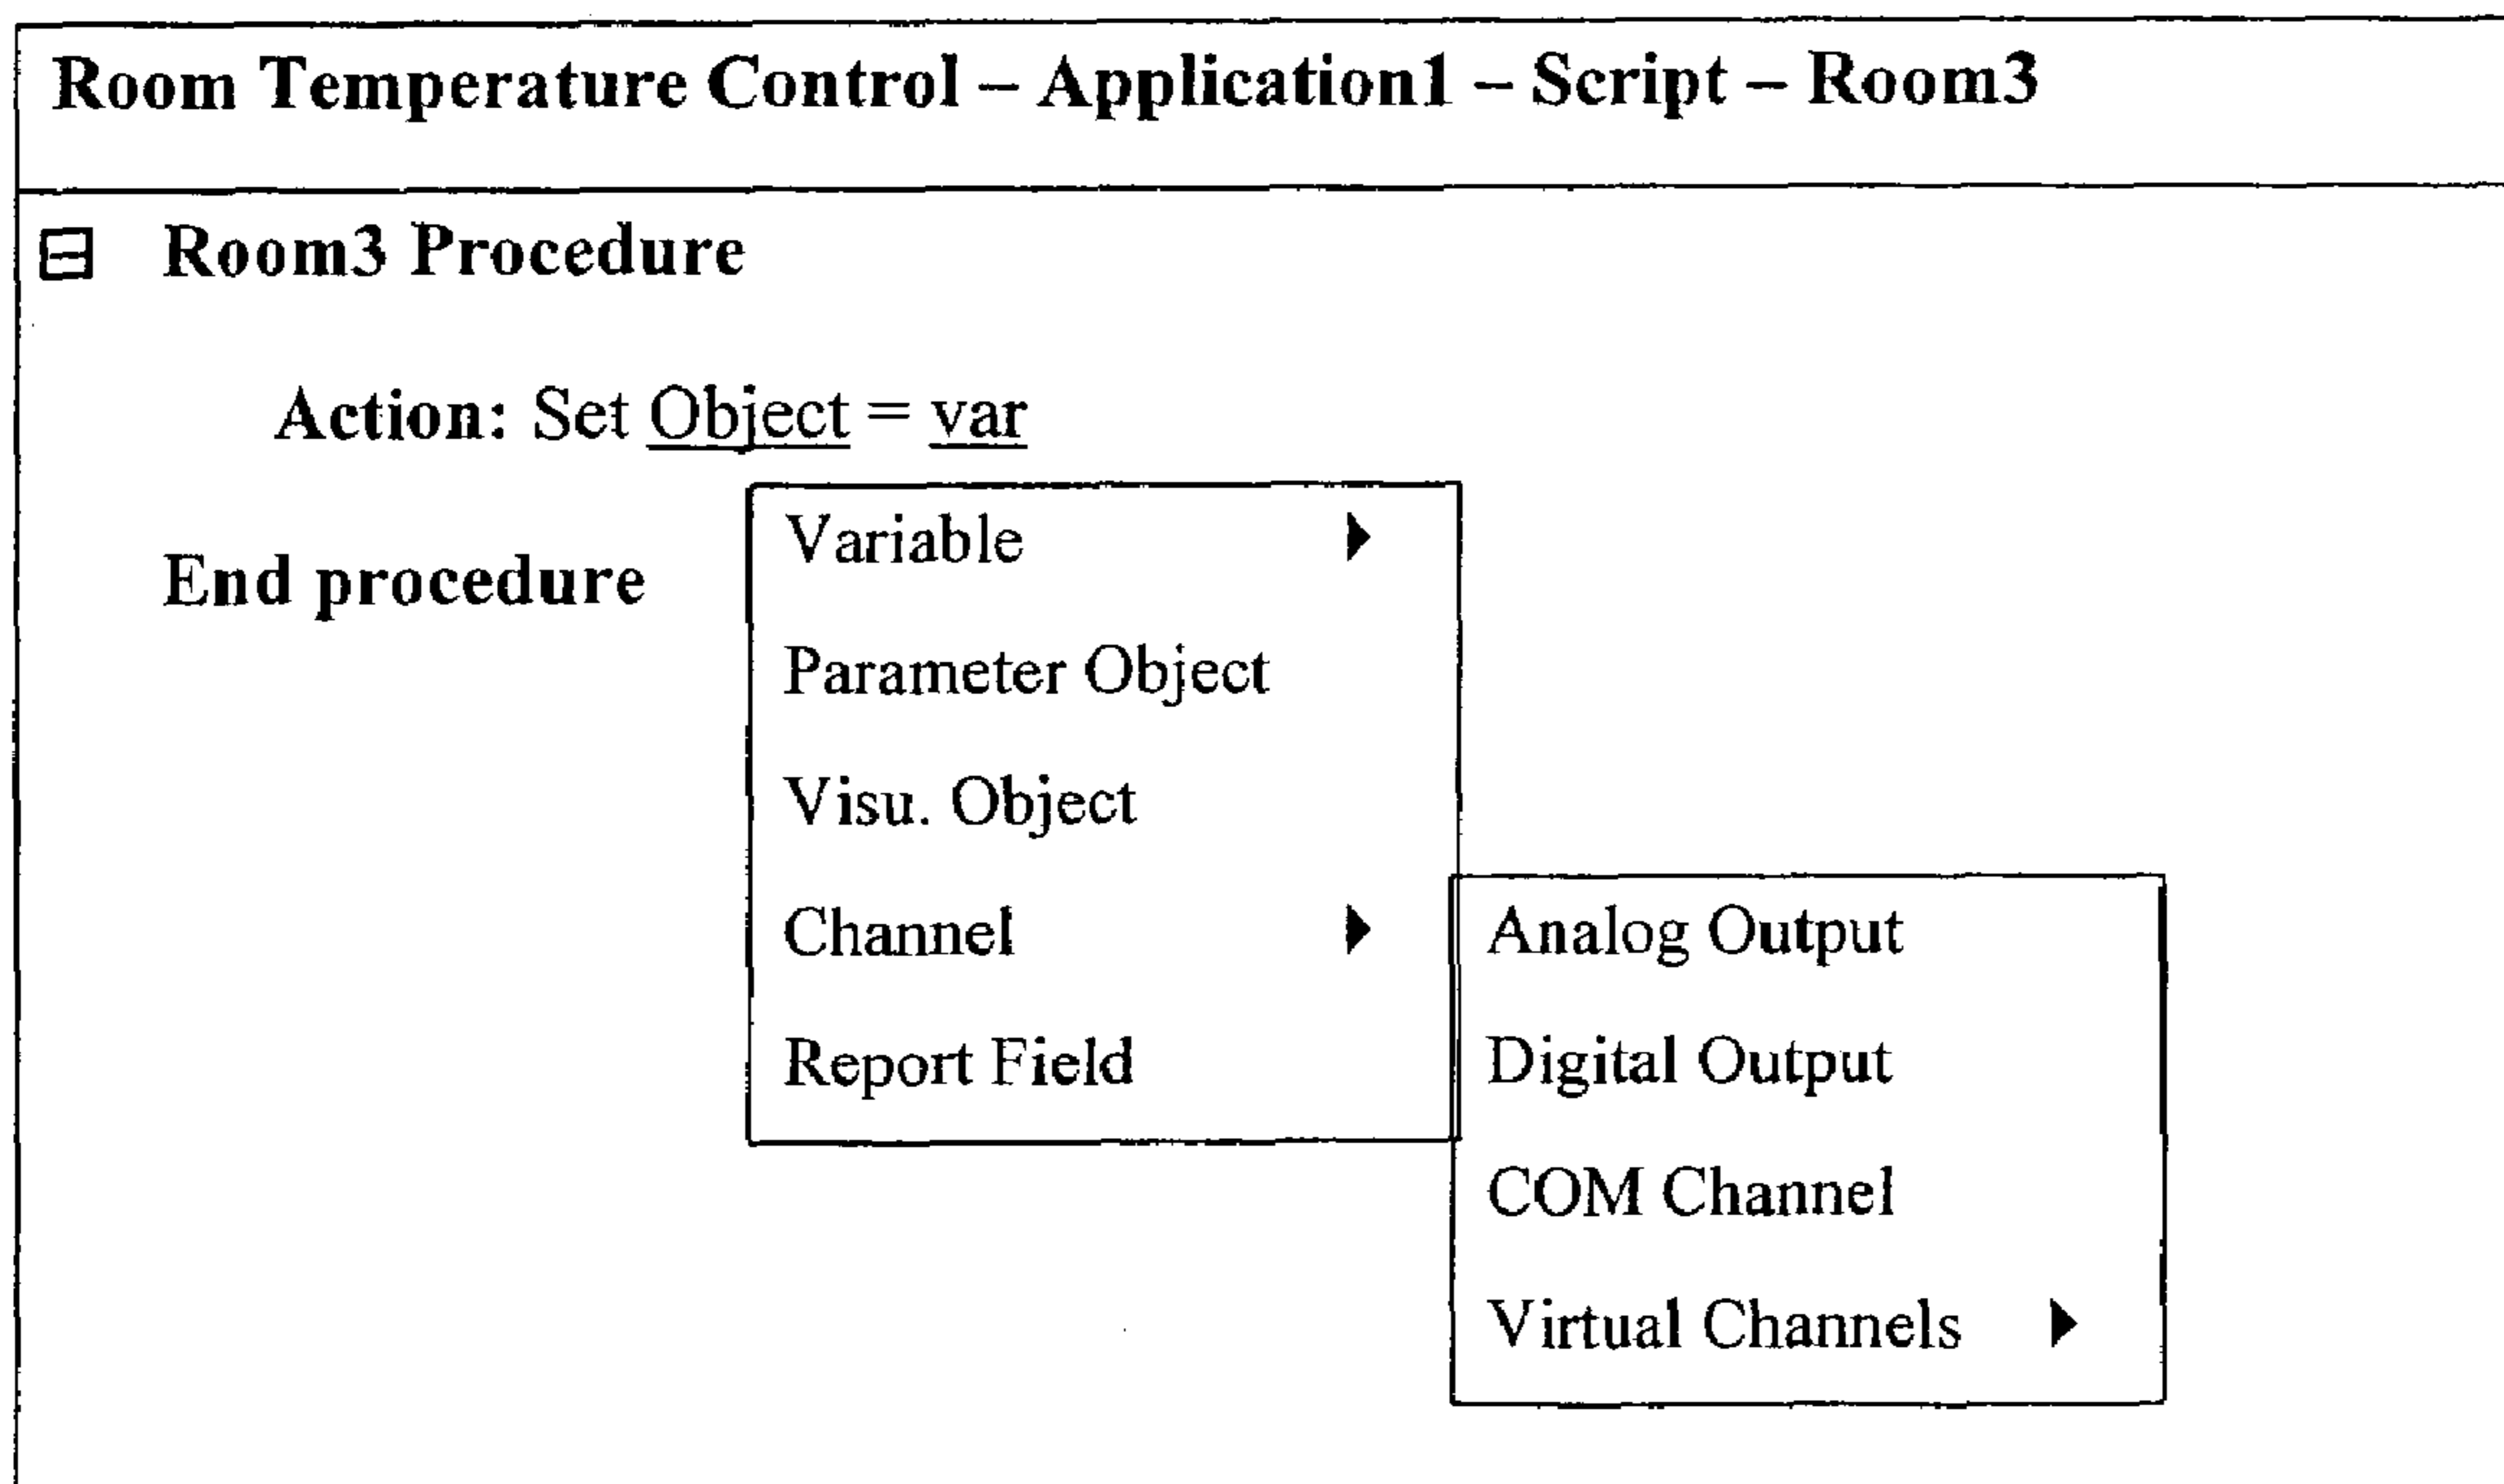 Room Temperature Control – Application1 – Script – Room3
Room3 Procedure
Action: Set Object = var
End procedure
Variable
Parameter Object
Visu. Object
Channel
Report Field
Analog Output
Digital Output
COM Channel
Virtual Channels